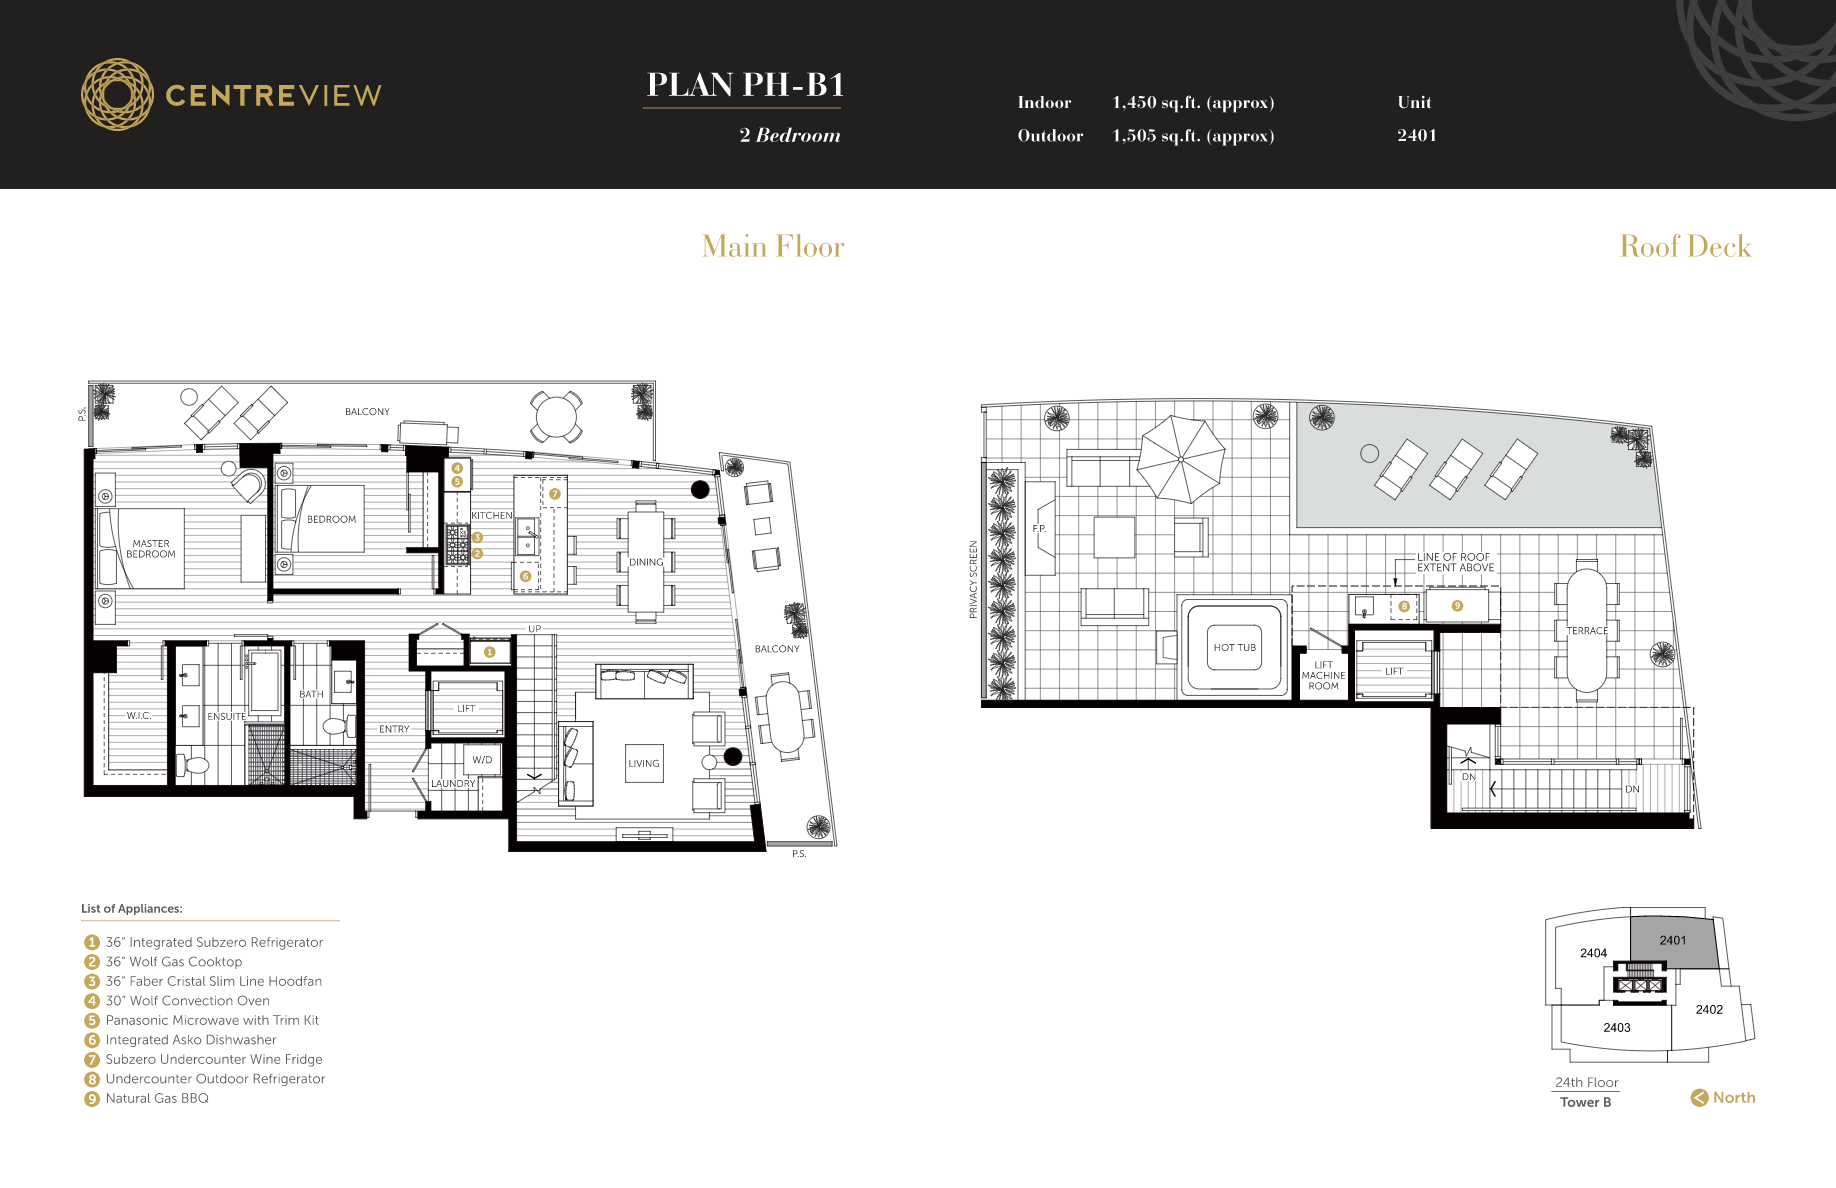 CENTREVIEW
PLAN PH-B1
2 Bedroom
Indoor 1,450 sq.ft. (approx)
Outdoor 1,505 sq.ft. (approx)
Unit
2401
Main Floor
Roof Deck
P.S.
BALCONY
MASTER
BEDROOM
BEDROOM
KITCHEN
4
5
7
3
2
6
DINING
UP
1
BALCONY
W.I.C.
ENSUITE
BATH
ENTRY
LIFT
W/D
LAUNDRY
N
LIVING
P.S.
PRIVACY SCREEN
F.P.
LINE OF ROOF
EXTENT ABOVE
8
9
TERRACE
HOT TUB
LIFT
MACHINE
ROOM
LIFT
DN
DN
List of Appliances:
1 36" Integrated Subzero Refrigerator
2 36" Wolf Gas Cooktop
3 36" Faber Cristal Slim Line Hoodfan
4 30" Wolf Convection Oven
5 Panasonic Microwave with Trim Kit
6 Integrated Asko Dishwasher
7 Subzero Undercounter Wine Fridge
8 Undercounter Outdoor Refrigerator
9 Natural Gas BBQ
2401
2404
2402
2403
24th Floor
Tower B
North